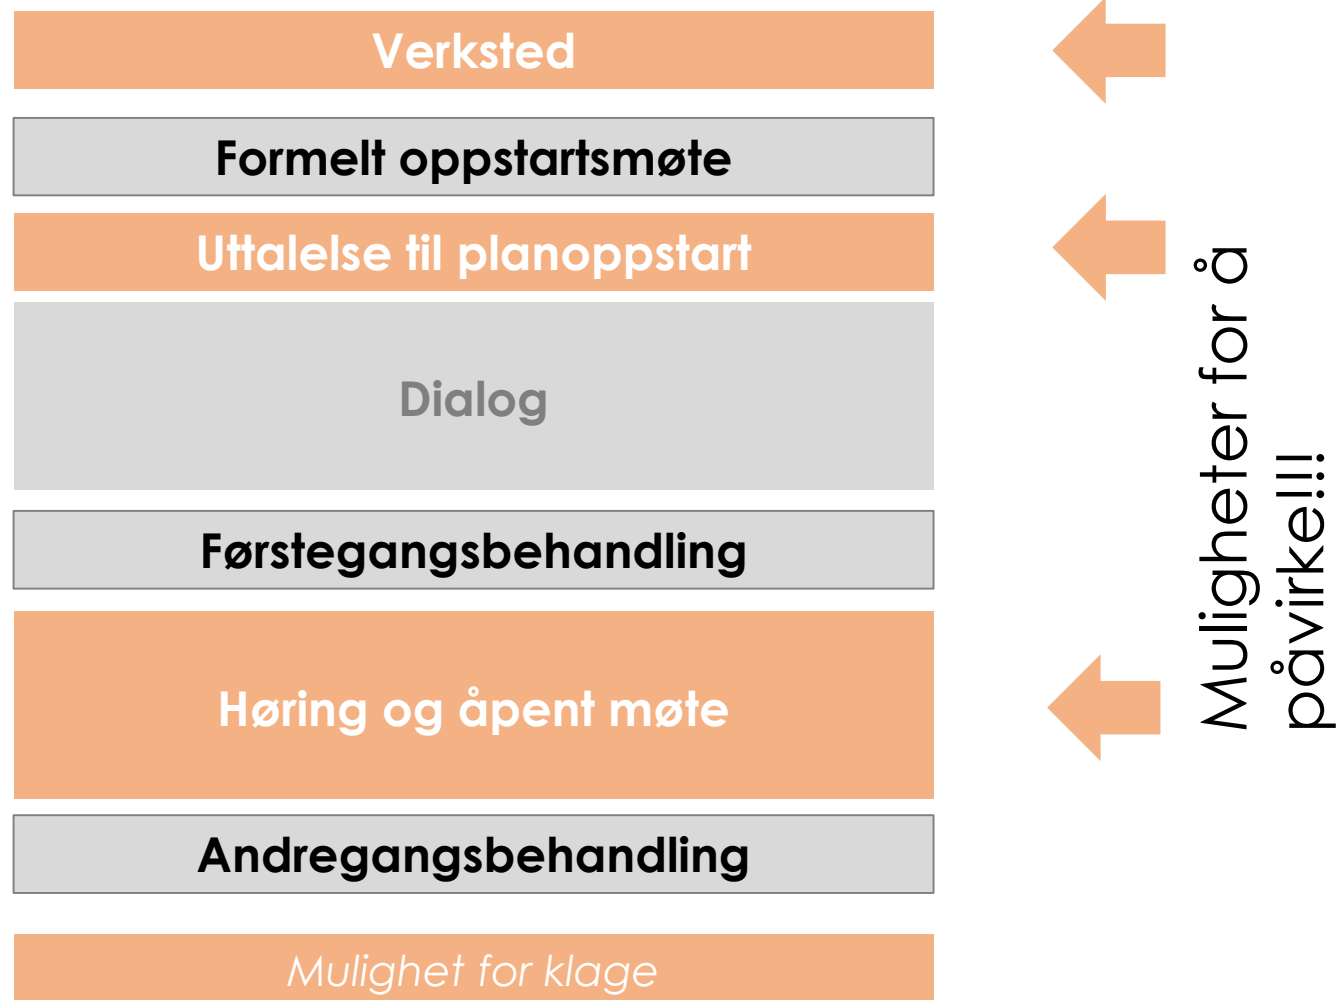 Verksted
Formelt oppstartsmøte
Uttalelse til planoppstart
Dialog
Førstegangsbehandling
Høring og åpent møte
Andregangsbehandling
Mulighet for klage
Muligheter for å
påvirke!!!